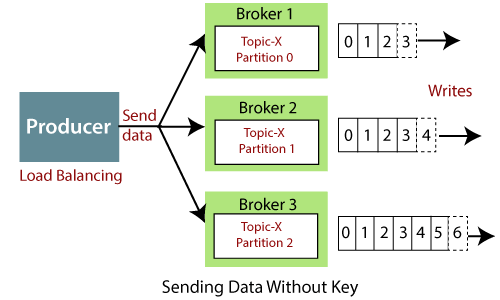 Broker 1
Topic-X
Partition 0
0 1 2 3
Writes
Producer
Send
data
Load Balancing
Broker 2
Topic-X
Partition 1
0 1 2 3 4
Broker 3
Topic-X
Partition 2
0 1 2 3 4 5 6
Sending Data Without Key